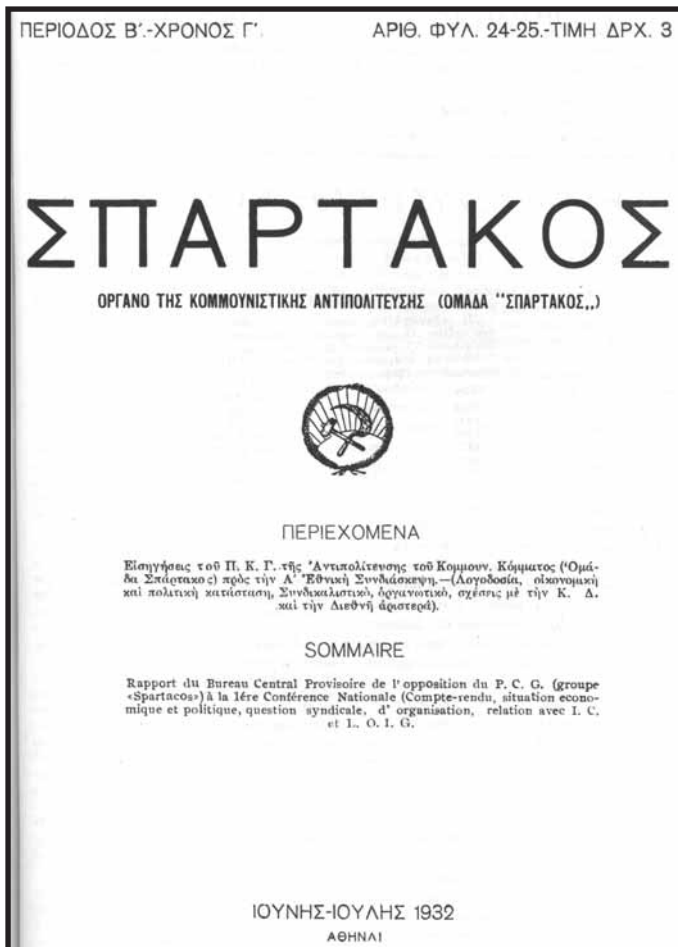 ΠΕΡΙΟΔΟΣ Β΄.-ΧΡΟΝΟΣ Γ΄. ΑΡΙΘ. ΦΥΛ. 24-25.-ΤΙΜΗ ΔΡΧ. 3
ΣΠΑΡΤΑΚΟΣ
ΟΡΓΑΝΟ ΤΗΣ ΚΟΜΜΟΥΝΙΣΤΙΚΗΣ ΑΝΤΙΠΟΛΙΤΕΥΣΗΣ (ΟΜΑΔΑ "ΣΠΑΡΤΑΚΟΣ,,)
ΠΕΡΙΕΧΟΜΕΝΑ
Εἰσηγήσεις τοῦ Π. Κ. Γ. τῆς Ἀντιπολίτευσης τοῦ Κομμουν. Κόμματος (Ὁμά-
δα Σπάρτακος) πρὸς τὴν Α΄ Ἐθνικὴ Συνδιάσκεψη.—(Λογοδοσία, οἰκονομικὴ
καὶ πολιτικὴ κατάσταση, Συνδικαλιστικὸ, ὀργανωτικὸ, σχέσεις μὲ τὴν Κ. Δ.
καὶ τὴν Διεθνῆ ἀριστερά).
SOMMAIRE
Rapport du Bureau Central Provisoire de l' opposition du P. C. G. (groupe
«Spartacos») à la 1ére Conférence Nationale (Compte-rendu, situation econo-
mique et politique, question syndicale, d' organisation, relation avec I. C.
et L. O. I. G.
ΙΟΥΝΗΣ-ΙΟΥΛΗΣ 1932
ΑΘΗΝΑΙ